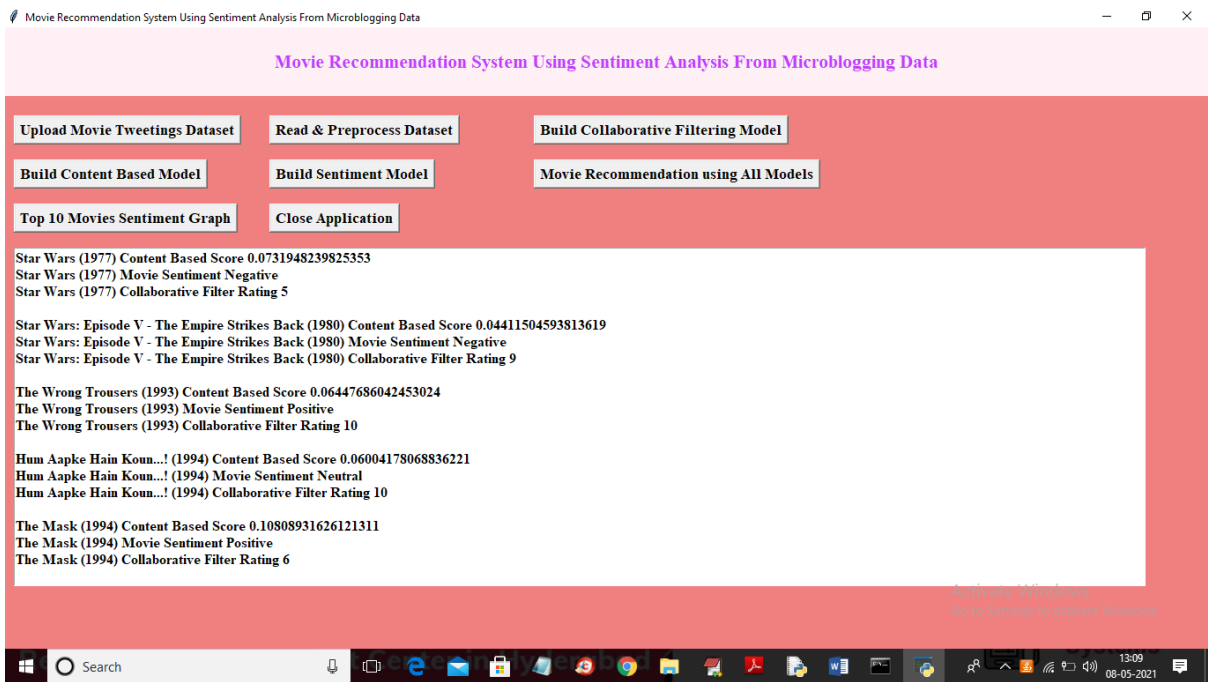 Movie Recommendation System Using Sentiment Analysis From Microblogging Data
Movie Recommendation System Using Sentiment Analysis From Microblogging Data
Upload Movie Tweetings Dataset
Read & Preprocess Dataset
Build Collaborative Filtering Model
Build Content Based Model
Build Sentiment Model
Movie Recommendation using All Models
Top 10 Movies Sentiment Graph
Close Application
Star Wars (1977) Content Based Score 0.0731948239825353
Star Wars (1977) Movie Sentiment Negative
Star Wars (1977) Collaborative Filter Rating 5
Star Wars: Episode V - The Empire Strikes Back (1980) Content Based Score 0.04411504593813619
Star Wars: Episode V - The Empire Strikes Back (1980) Movie Sentiment Negative
Star Wars: Episode V - The Empire Strikes Back (1980) Collaborative Filter Rating 9
The Wrong Trousers (1993) Content Based Score 0.06447686042453024
The Wrong Trousers (1993) Movie Sentiment Positive
The Wrong Trousers (1993) Collaborative Filter Rating 10
Hum Aapke Hain Koun...! (1994) Content Based Score 0.06004178068836221
Hum Aapke Hain Koun...! (1994) Movie Sentiment Neutral
Hum Aapke Hain Koun...! (1994) Collaborative Filter Rating 10
The Mask (1994) Content Based Score 0.10808931626121311
The Mask (1994) Movie Sentiment Positive
The Mask (1994) Collaborative Filter Rating 6
Activate Windows
Go to Settings to activate Windows.
Search
13:09
08-05-2021